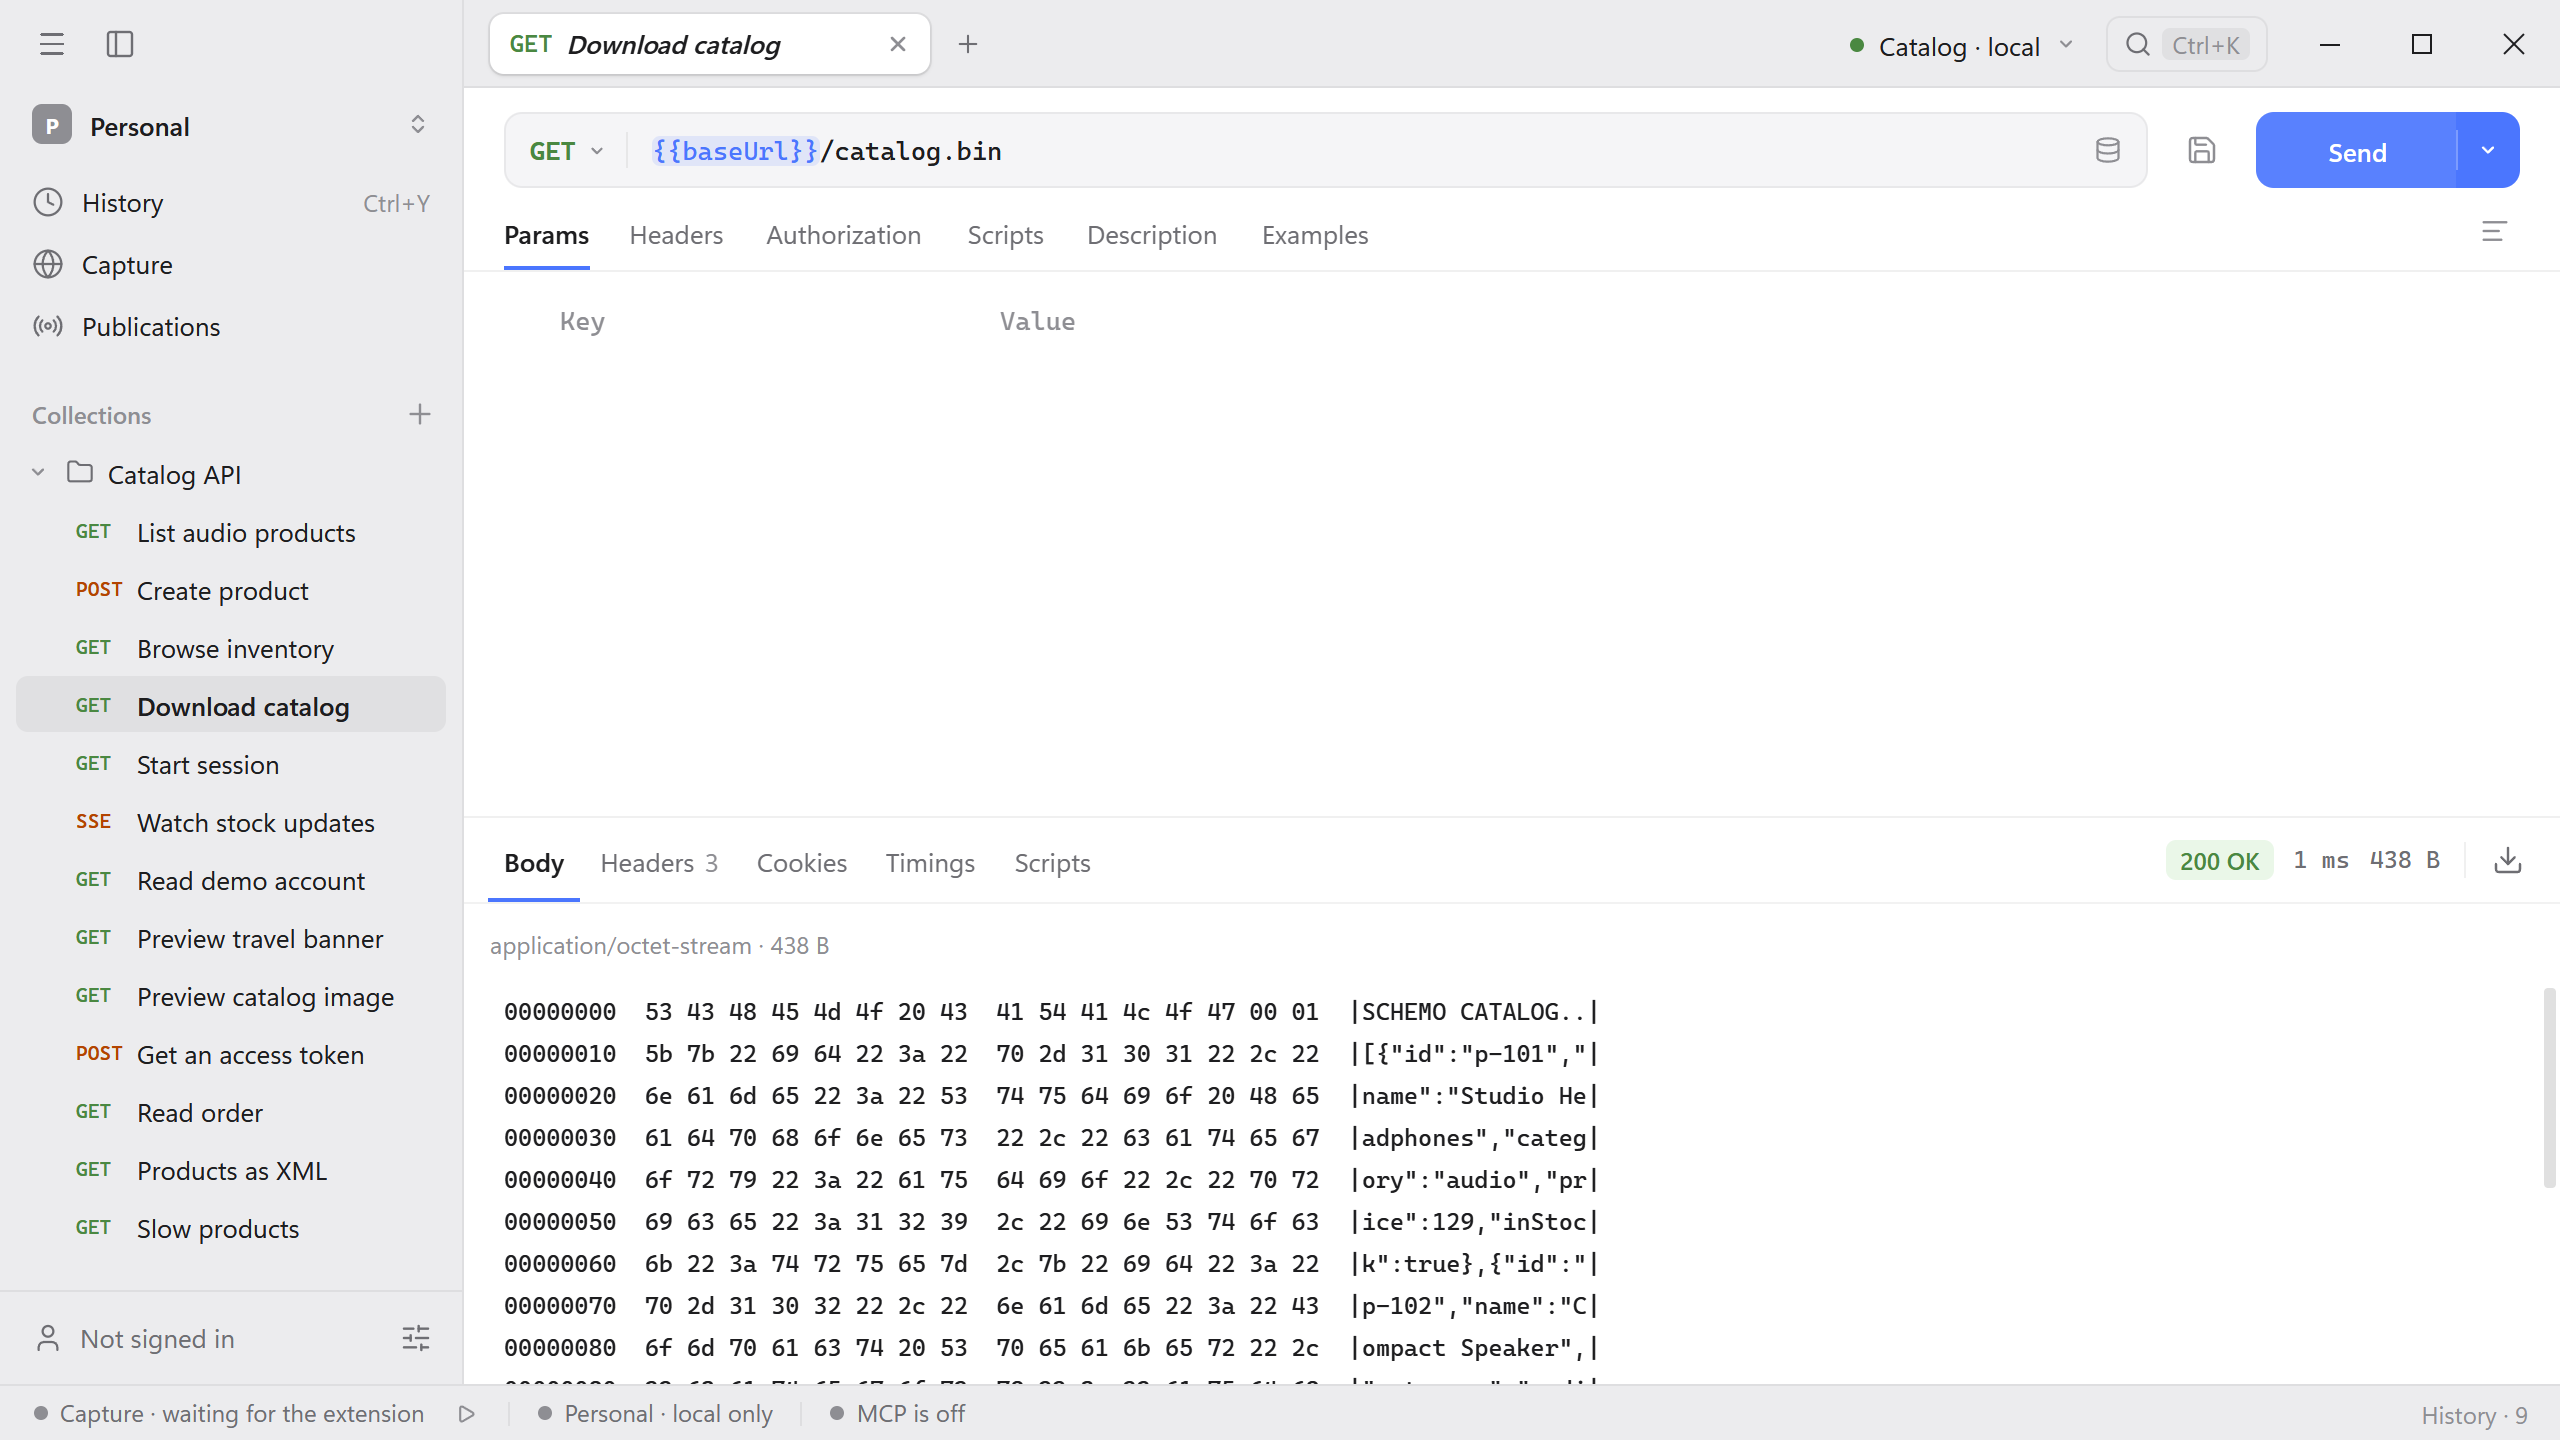 P Personal
History Ctrl+Y
Capture
Publications
Collections
Catalog API
GET List audio products
POST Create product
GET Browse inventory
GET Download catalog
GET Start session
SSE Watch stock updates
GET Read demo account
GET Preview travel banner
GET Preview catalog image
POST Get an access token
GET Read order
GET Products as XML
GET Slow products
Not signed in
GET Download catalog
Catalog · local
Ctrl+K
GET {{baseUrl}}/catalog.bin
Send
Params Headers Authorization Scripts Description Examples
Key Value
Body Headers 3 Cookies Timings Scripts
200 OK 1 ms 438 B
application/octet-stream · 438 B
00000000 53 43 48 45 4d 4f 20 43 41 54 41 4c 4f 47 00 01 |SCHEMO CATALOG..|
00000010 5b 7b 22 69 64 22 3a 22 70 2d 31 30 31 22 2c 22 |[{"id":"p-101","|
00000020 6e 61 6d 65 22 3a 22 53 74 75 64 69 6f 20 48 65 |name":"Studio He|
00000030 61 64 70 68 6f 6e 65 73 22 2c 22 63 61 74 65 67 |adphones","categ|
00000040 6f 72 79 22 3a 22 61 75 64 69 6f 22 2c 22 70 72 |ory":"audio","pr|
00000050 69 63 65 22 3a 31 32 39 2c 22 69 6e 53 74 6f 63 |ice":129,"inStoc|
00000060 6b 22 3a 74 72 75 65 7d 2c 7b 22 69 64 22 3a 22 |k":true},{"id":"|
00000070 70 2d 31 30 32 22 2c 22 6e 61 6d 65 22 3a 22 43 |p-102","name":"C|
00000080 6f 6d 70 61 63 74 20 53 70 65 61 6b 65 72 22 2c |ompact Speaker",|
Capture · waiting for the extension
Personal · local only
MCP is off
History · 9